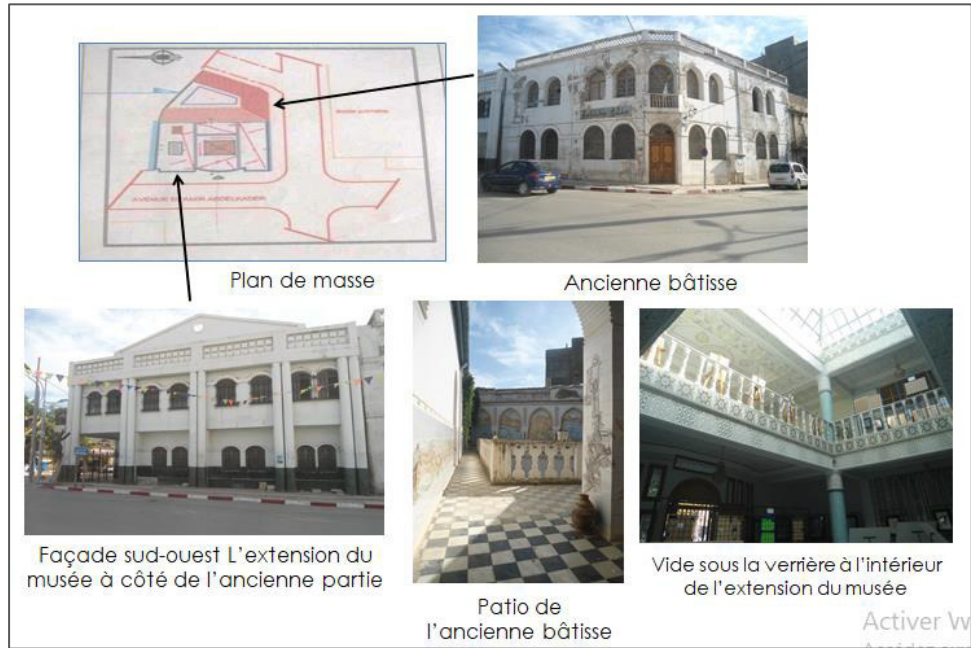 AVENUE EL AMIR ABDELKADER
Plan de masse
Ancienne bâtisse
Façade sud-ouest L'extension du
musée à côté de l'ancienne partie
Patio de
l'ancienne bâtisse
Vide sous la verrière à l'intérieur
de l'extension du musée
Activer W